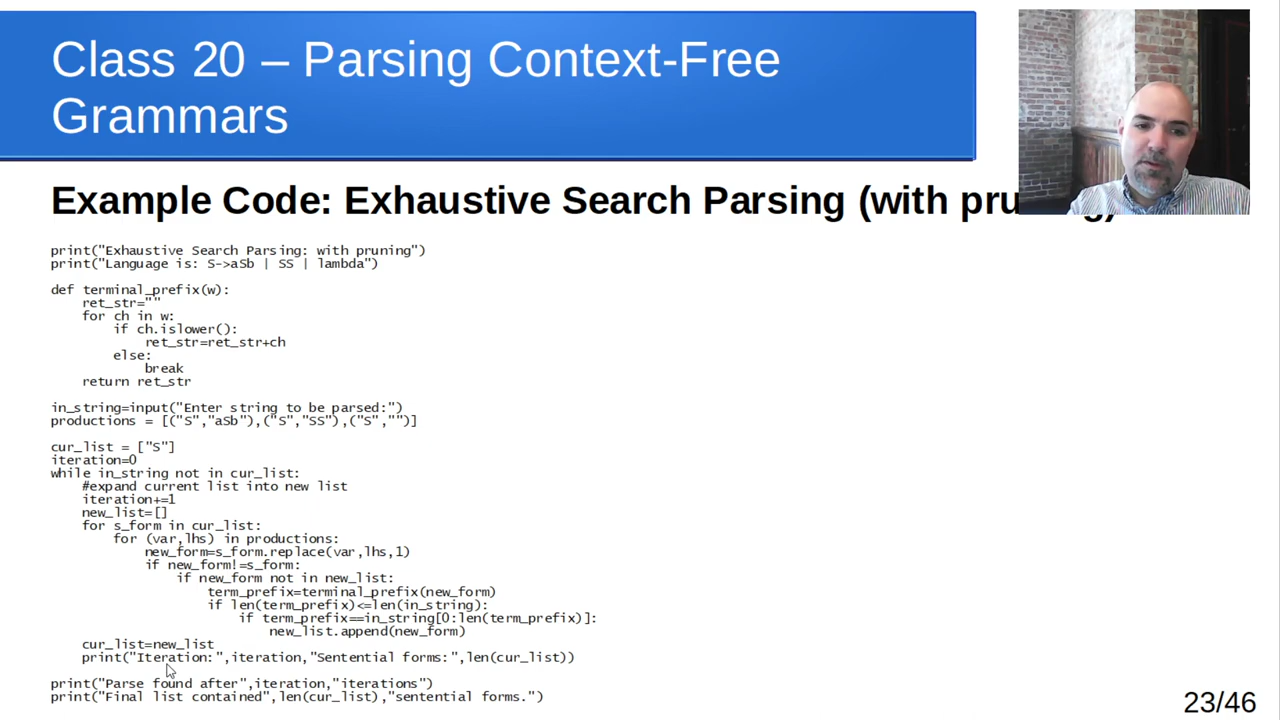 Class 20 – Parsing Context-Free
Grammars
Example Code: Exhaustive Search Parsing (with
print("Exhaustive Search Parsing: with pruning")
print("Language is: S->aSb | SS | lambda")
def terminal_prefix(w):
    ret_str=""
    for ch in w:
        if ch.islower():
            ret_str=ret_str+ch
        else:
            break
    return ret_str
in_string=input("Enter string to be parsed:")
productions = [("S","aSb"),("S","SS"),("S","")]
cur_list = ["S"]
iteration=0
while in_string not in cur_list:
    #expand current list into new list
    iteration+=1
    new_list=[]
    for s_form in cur_list:
        for (var,lhs) in productions:
            new_form=s_form.replace(var,lhs,1)
            if new_form!=s_form:
                if new_form not in new_list:
                    term_prefix=terminal_prefix(new_form)
                    if len(term_prefix)<=len(in_string):
                        if term_prefix==in_string[0:len(term_prefix)]:
                            new_list.append(new_form)
    cur_list=new_list
    print("Iteration:",iteration,"Sentential forms:",len(cur_list))
print("Parse found after",iteration,"iterations")
print("Final list contained",len(cur_list),"sentential forms.")
23/46